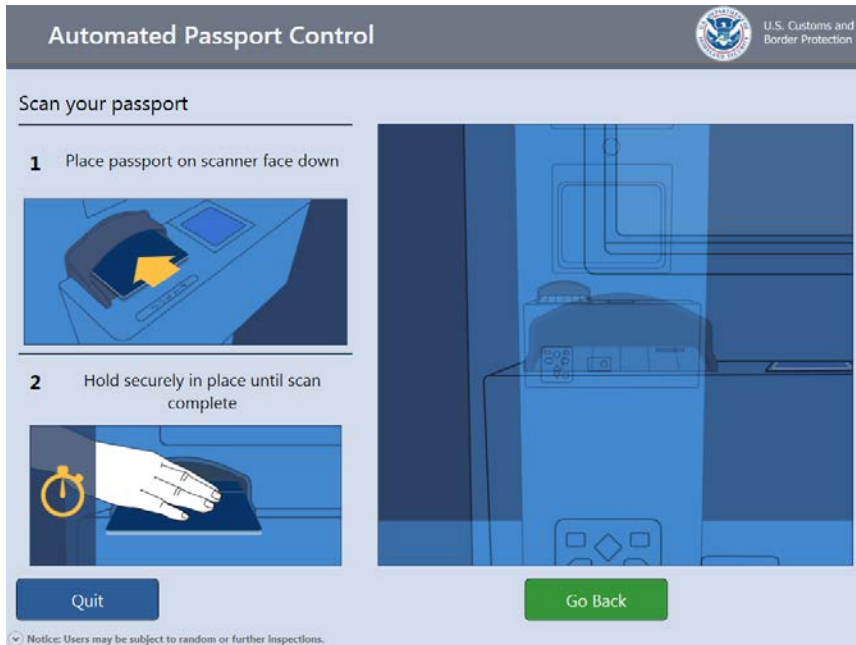 Automated Passport Control
U.S. Customs and
Border Protection
Scan your passport
1 Place passport on scanner face down
2 Hold securely in place until scan
complete
Quit
Go Back
Notice: Users may be subject to random or further inspections.